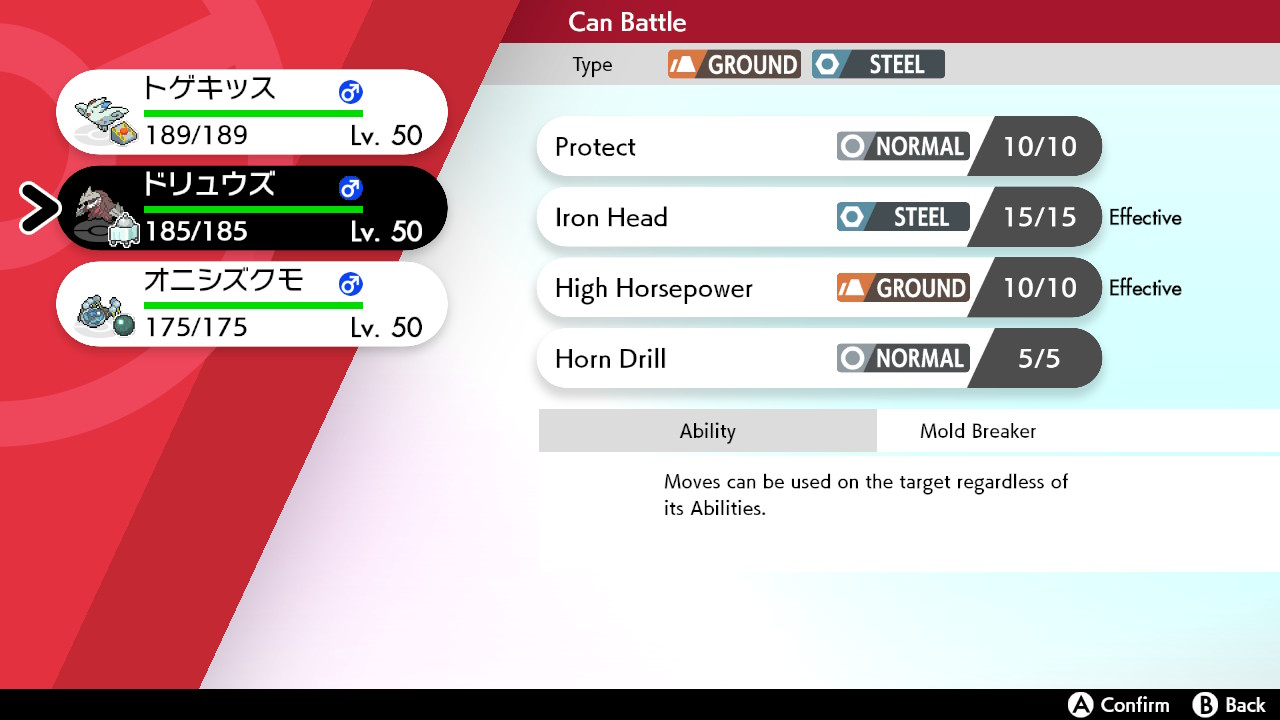 Can Battle
Type GROUND STEEL
トゲキッス ♂
189/189 Lv. 50
ドリュウズ ♂
185/185 Lv. 50
オニシズクモ ♂
175/175 Lv. 50
Protect NORMAL 10/10
Iron Head STEEL 15/15 Effective
High Horsepower GROUND 10/10 Effective
Horn Drill NORMAL 5/5
Ability Mold Breaker
Moves can be used on the target regardless of
its Abilities.
A Confirm B Back